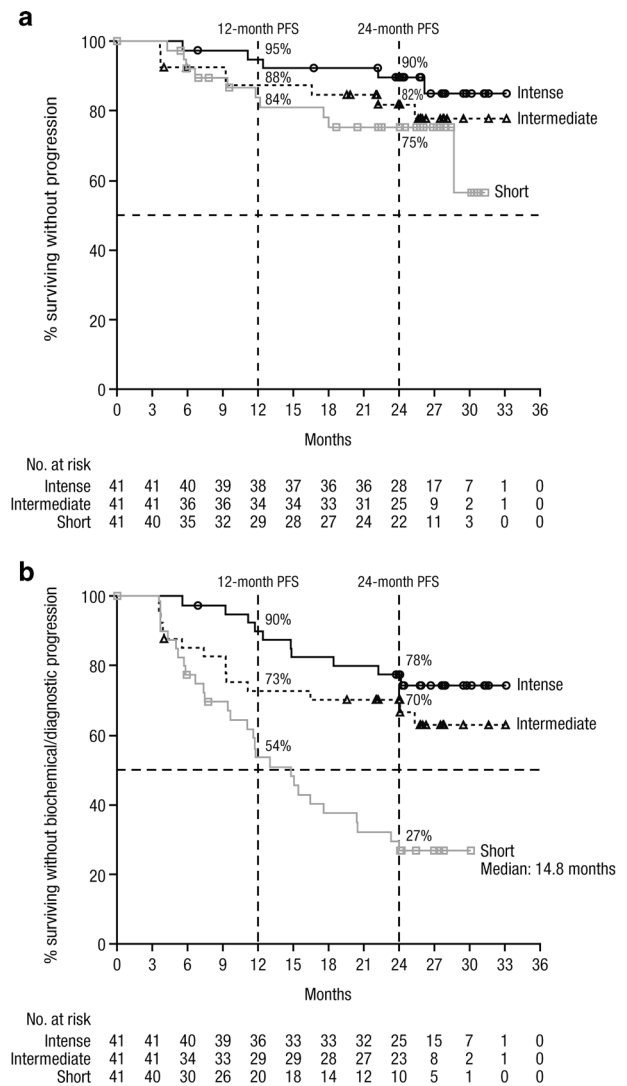 a
12-month PFS 24-month PFS
100
80
60
40
20
0
% surviving without progression
95%
88%
84%
90%
82%
75%
Intense
Intermediate
Short
0 3 6 9 12 15 18 21 24 27 30 33 36
Months
No. at risk
Intense 41 41 40 39 38 37 36 36 28 17 7 1 0
Intermediate 41 41 36 36 34 34 33 31 25 9 2 1 0
Short 41 40 35 32 29 28 27 24 22 11 3 0 0
b
12-month PFS 24-month PFS
100
80
60
40
20
0
% surviving without biochemical/diagnostic progression
90%
73%
54%
78%
70%
27%
Intense
Intermediate
Short
Median: 14.8 months
0 3 6 9 12 15 18 21 24 27 30 33 36
Months
No. at risk
Intense 41 41 40 39 36 33 33 32 25 15 7 1 0
Intermediate 41 41 34 33 29 29 28 27 23 8 2 1 0
Short 41 40 30 26 20 18 14 12 10 5 1 0 0